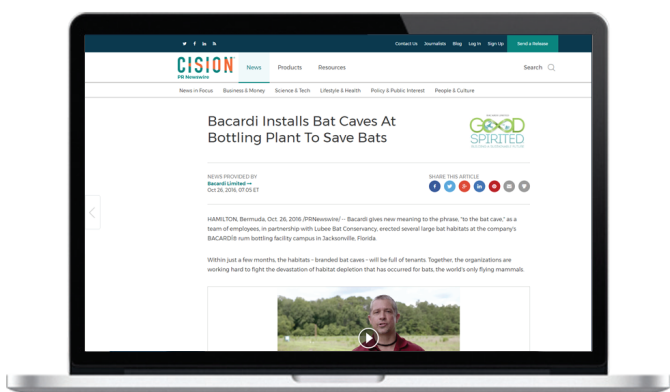 Contact Us Journalists Blog Log In Sign Up Send a Release
CISION
PR Newswire
News Products Resources Search
News in Focus Business & Money Science & Tech Lifestyle & Health Policy & Public Interest People & Culture
Bacardi Installs Bat Caves At
Bottling Plant To Save Bats
GOOD
SPIRITED
NEWS PROVIDED BY
Bacardi Limited →
Oct 26, 2016, 07:05 ET
SHARE THIS ARTICLE
HAMILTON, Bermuda, Oct. 26, 2016 /PRNewswire/ -- Bacardi gives new meaning to the phrase, "to the bat cave," as a
team of employees, in partnership with Lubee Bat Conservancy, erected several large bat habitats at the company's
BACARDÍ® rum bottling facility campus in Jacksonville, Florida.
Within just a few months, the habitats – branded bat caves – will be full of tenants. Together, the organizations are
working hard to fight the devastation of habitat depletion that has occurred for bats, the world's only flying mammals.